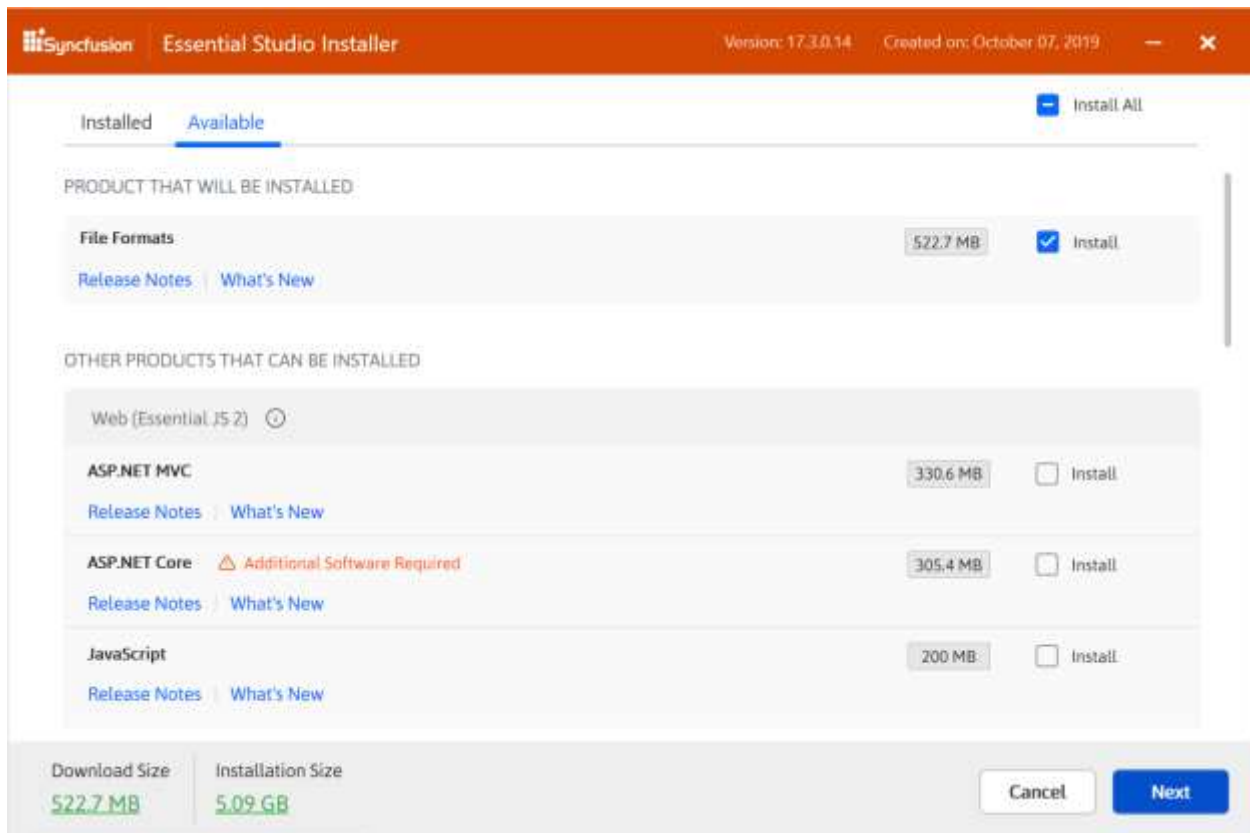 Syncfusion Essential Studio Installer Version: 17.3.0.14 Created on: October 07, 2019
Installed Available Install All
PRODUCT THAT WILL BE INSTALLED
File Formats 522.7 MB Install
Release Notes What's New
OTHER PRODUCTS THAT CAN BE INSTALLED
Web (Essential JS 2)
ASP.NET MVC 330.6 MB Install
Release Notes What's New
ASP.NET Core Additional Software Required 305.4 MB Install
Release Notes What's New
JavaScript 200 MB Install
Release Notes What's New
Download Size Installation Size
522.7 MB 5.09 GB
Cancel Next